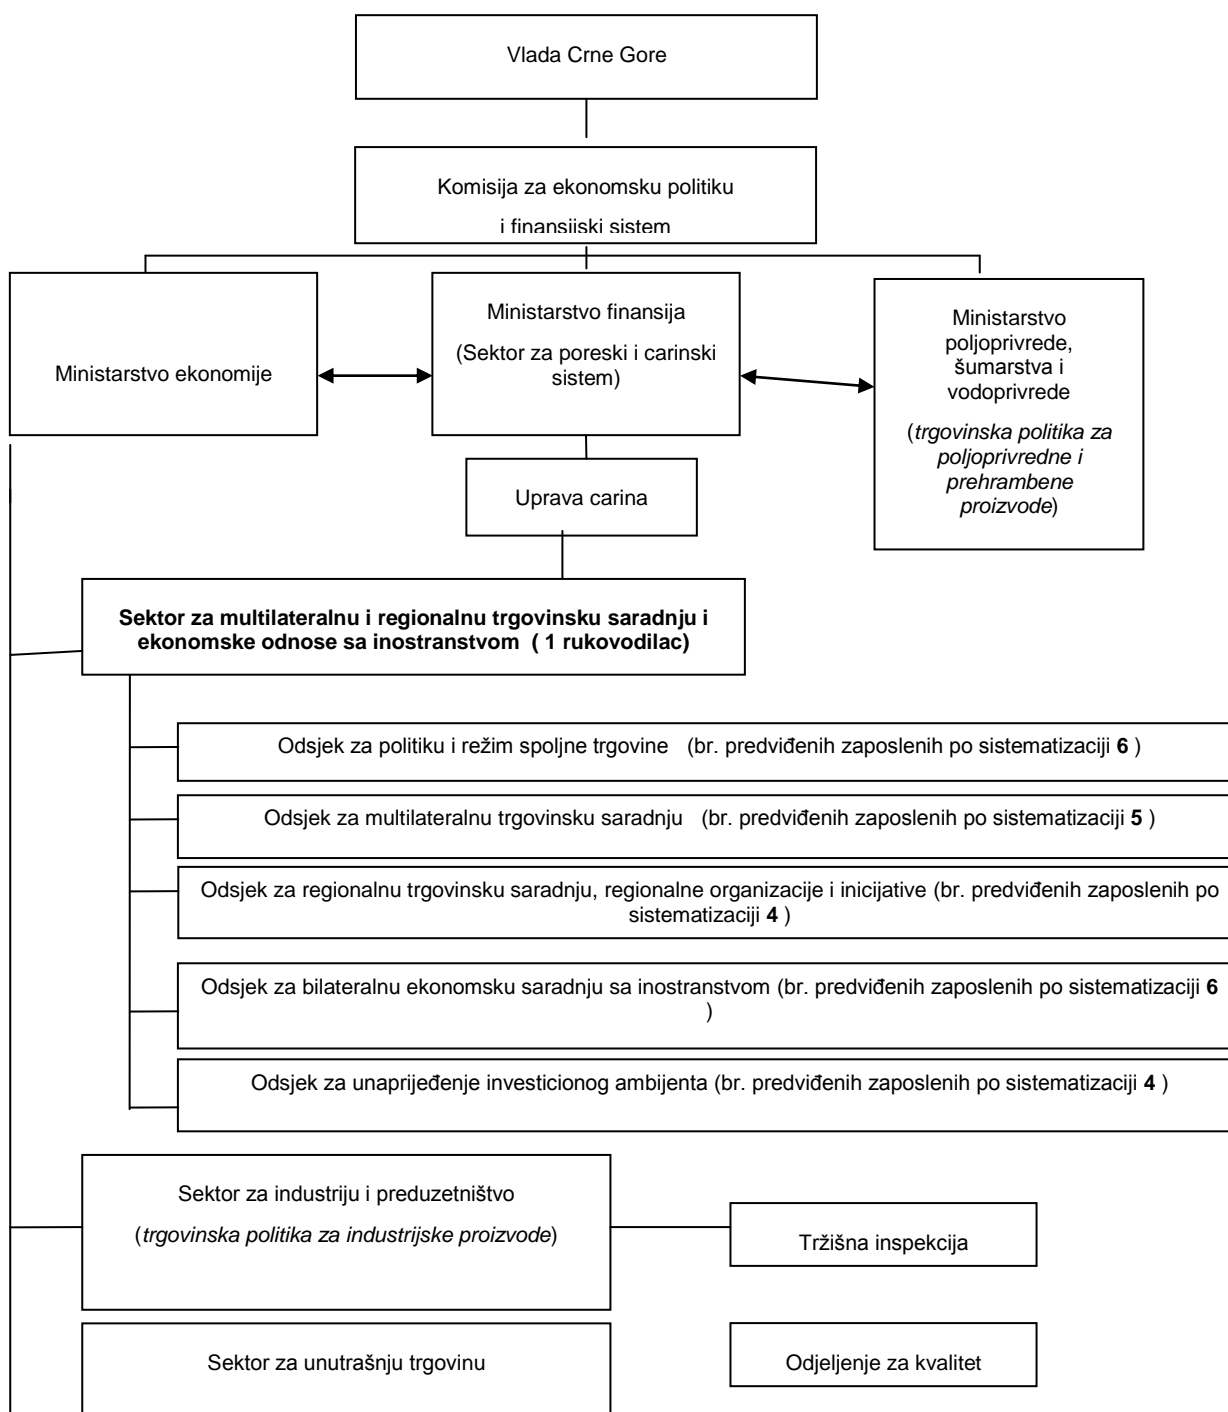 Vlada Crne Gore
Komisija za ekonomsku politiku
i finansijski sistem
Ministarstvo ekonomije
Ministarstvo finansija
(Sektor za poreski i carinski
sistem)
Ministarstvo
poljoprivrede,
šumarstva i
vodoprivrede
(trgovinska politika za
poljoprivredne i
prehrambene
proizvode)
Uprava carina
Sektor za multilateralnu i regionalnu trgovinsku saradnju i
ekonomske odnose sa inostranstvom ( 1 rukovodilac)
Odsjek za politiku i režim spoljne trgovine (br. predviđenih zaposlenih po sistematizaciji 6 )
Odsjek za multilateralnu trgovinsku saradnju (br. predviđenih zaposlenih po sistematizaciji 5 )
Odsjek za regionalnu trgovinsku saradnju, regionalne organizacije i inicijative (br. predviđenih zaposlenih po
sistematizaciji 4 )
Odsjek za bilateralnu ekonomsku saradnju sa inostranstvom (br. predviđenih zaposlenih po sistematizaciji 6
)
Odsjek za unaprijeđenje investicionog ambijenta (br. predviđenih zaposlenih po sistematizaciji 4 )
Sektor za industriju i preduzetništvo
(trgovinska politika za industrijske proizvode)
Tržišna inspekcija
Sektor za unutrašnju trgovinu
Odjeljenje za kvalitet